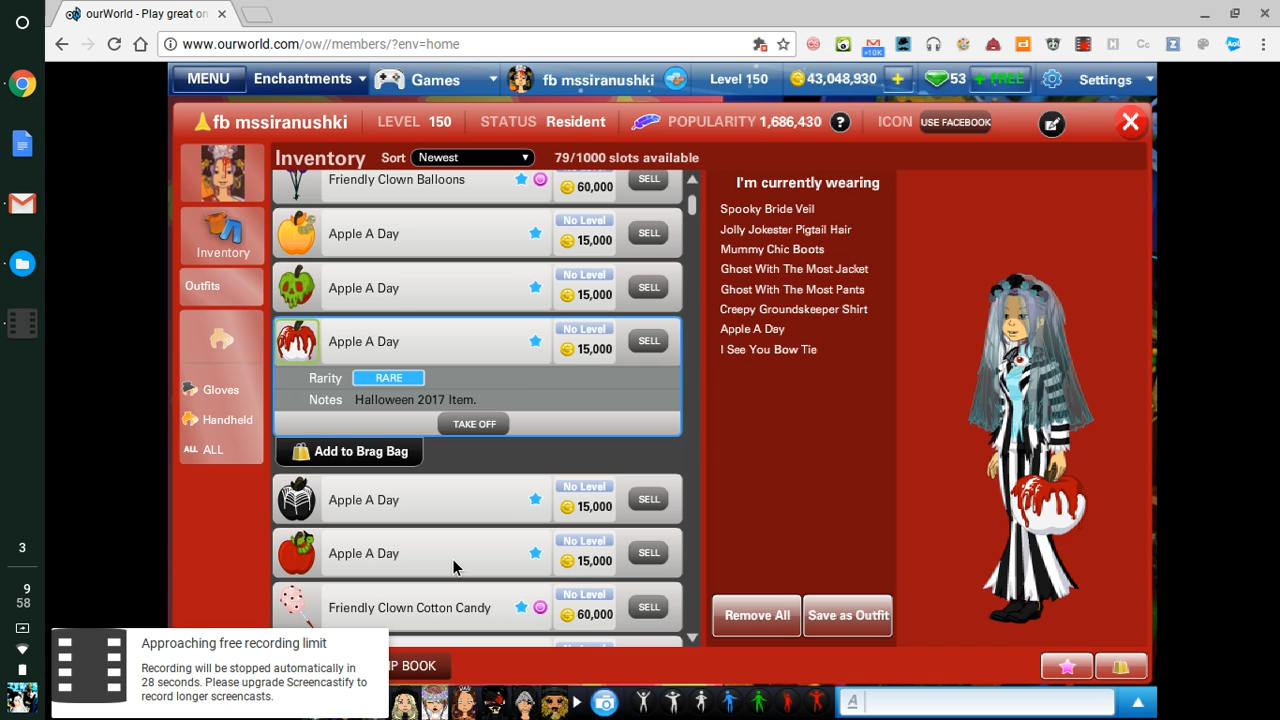 ourWorld - Play great on
www.ourworld.com/ow//members/?env=home
>10K
MENU Enchantments Games fb mssiranushki Level 150 43,048,930 + 53 + FREE Settings
fb mssiranushki LEVEL 150 STATUS Resident POPULARITY 1,686,430 ? ICON USE FACEBOOK
Inventory Sort Newest 79/1000 slots available
Friendly Clown Balloons 60,000 SELL
Apple A Day No Level 15,000 SELL
Apple A Day No Level 15,000 SELL
Apple A Day No Level 15,000 SELL
Rarity RARE
Notes Halloween 2017 Item.
TAKE OFF
Add to Brag Bag
Apple A Day No Level 15,000 SELL
Apple A Day No Level 15,000 SELL
Friendly Clown Cotton Candy No Level 60,000 SELL
Inventory
Outfits
Gloves
Handheld
ALL ALL
I'm currently wearing
Spooky Bride Veil
Jolly Jokester Pigtail Hair
Mummy Chic Boots
Ghost With The Most Jacket
Ghost With The Most Pants
Creepy Groundskeeper Shirt
Apple A Day
I See You Bow Tie
Remove All Save as Outfit
3
9
58
Approaching free recording limit
Recording will be stopped automatically in
28 seconds. Please upgrade Screencastify to
record longer screencasts.
IP BOOK
A